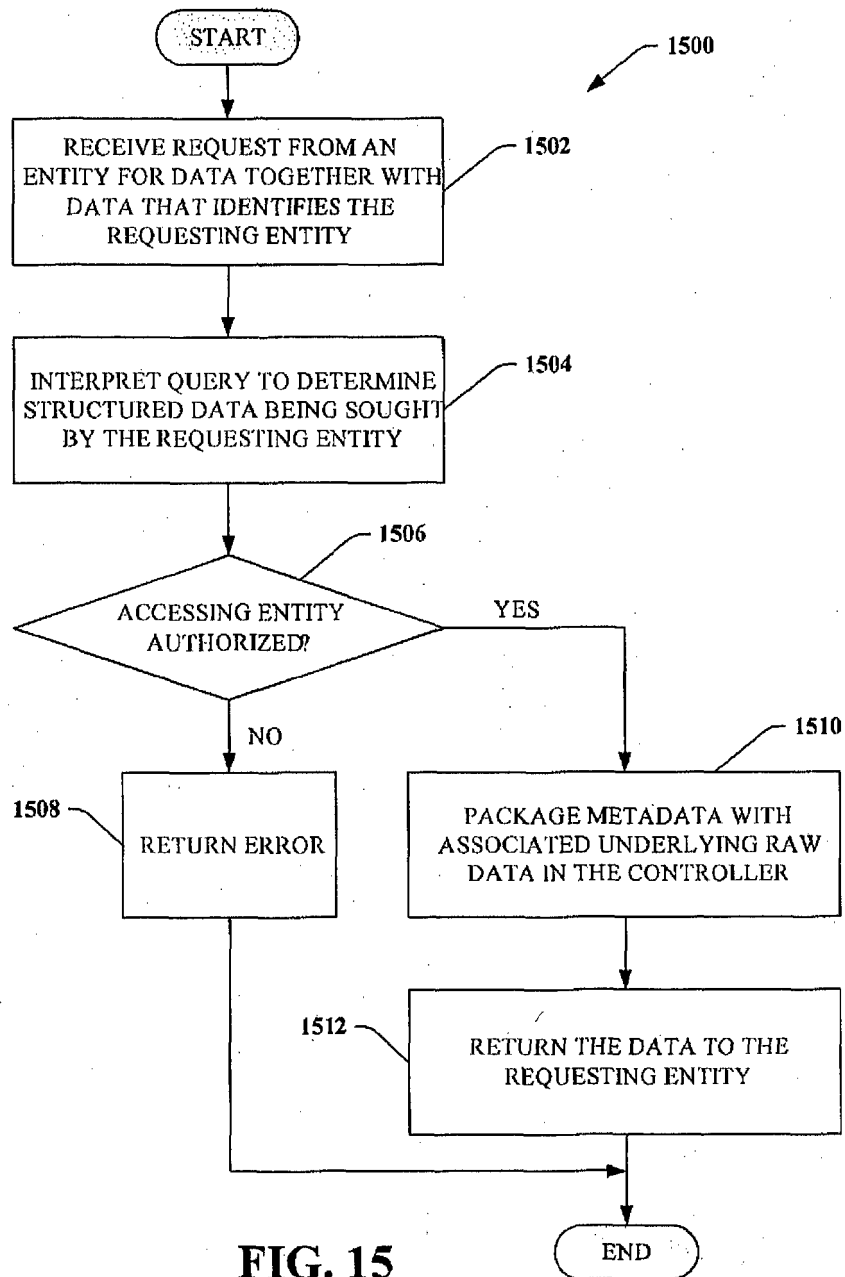 START
1500
RECEIVE REQUEST FROM AN
ENTITY FOR DATA TOGETHER WITH
DATA THAT IDENTIFIES THE
REQUESTING ENTITY
1502
INTERPRET QUERY TO DETERMINE
STRUCTURED DATA BEING SOUGHT
BY THE REQUESTING ENTITY
1504
1506
ACCESSING ENTITY
AUTHORIZED?
YES
NO
1508
RETURN ERROR
1510
PACKAGE METADATA WITH
ASSOCIATED UNDERLYING RAW
DATA IN THE CONTROLLER
1512
RETURN THE DATA TO THE
REQUESTING ENTITY
END
FIG. 15